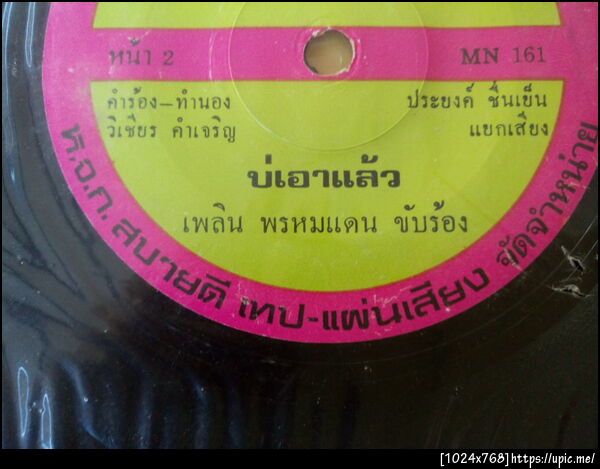 หน้า 2
MN 161
คำร้อง-ทำนอง
วิเชียร คำเจริญ
ประยงค์ ชื่นเย็น
แยกเสียง
บ่เอาแล้ว
เพลิน พรหมแดน ขับร้อง
ห.จ.ก. สบายดี เทป-แผ่นเสียง จัดจำหน่าย
[1024x768]https://upic.me/